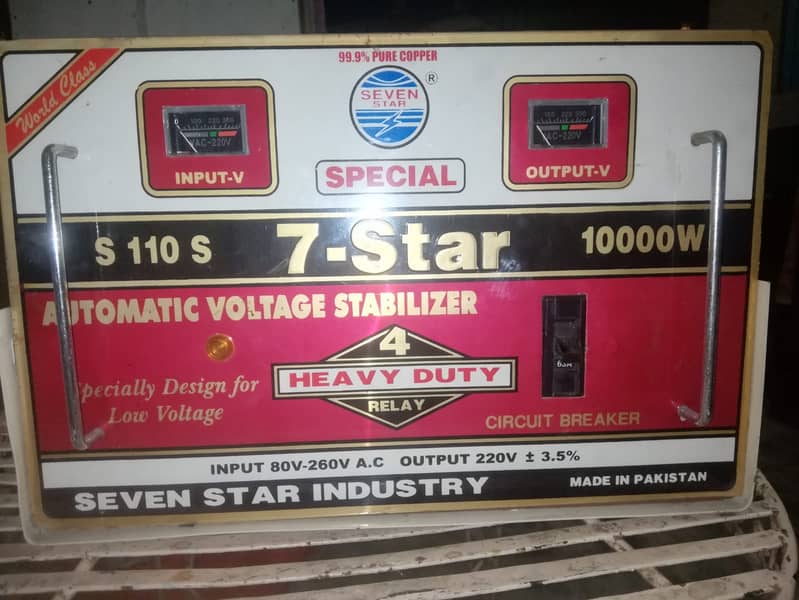 World Class
99.9% PURE COPPER
SEVEN
STAR
®
VAC-220V
INPUT-V
VAC-220V
OUTPUT-V
SPECIAL
S 110 S
7-Star
10000W
AUTOMATIC VOLTAGE STABILIZER
4
HEAVY DUTY
RELAY
Specially Design for
Low Voltage
CIRCUIT BREAKER
INPUT 80V-260V A.C OUTPUT 220V ± 3.5%
SEVEN STAR INDUSTRY
MADE IN PAKISTAN